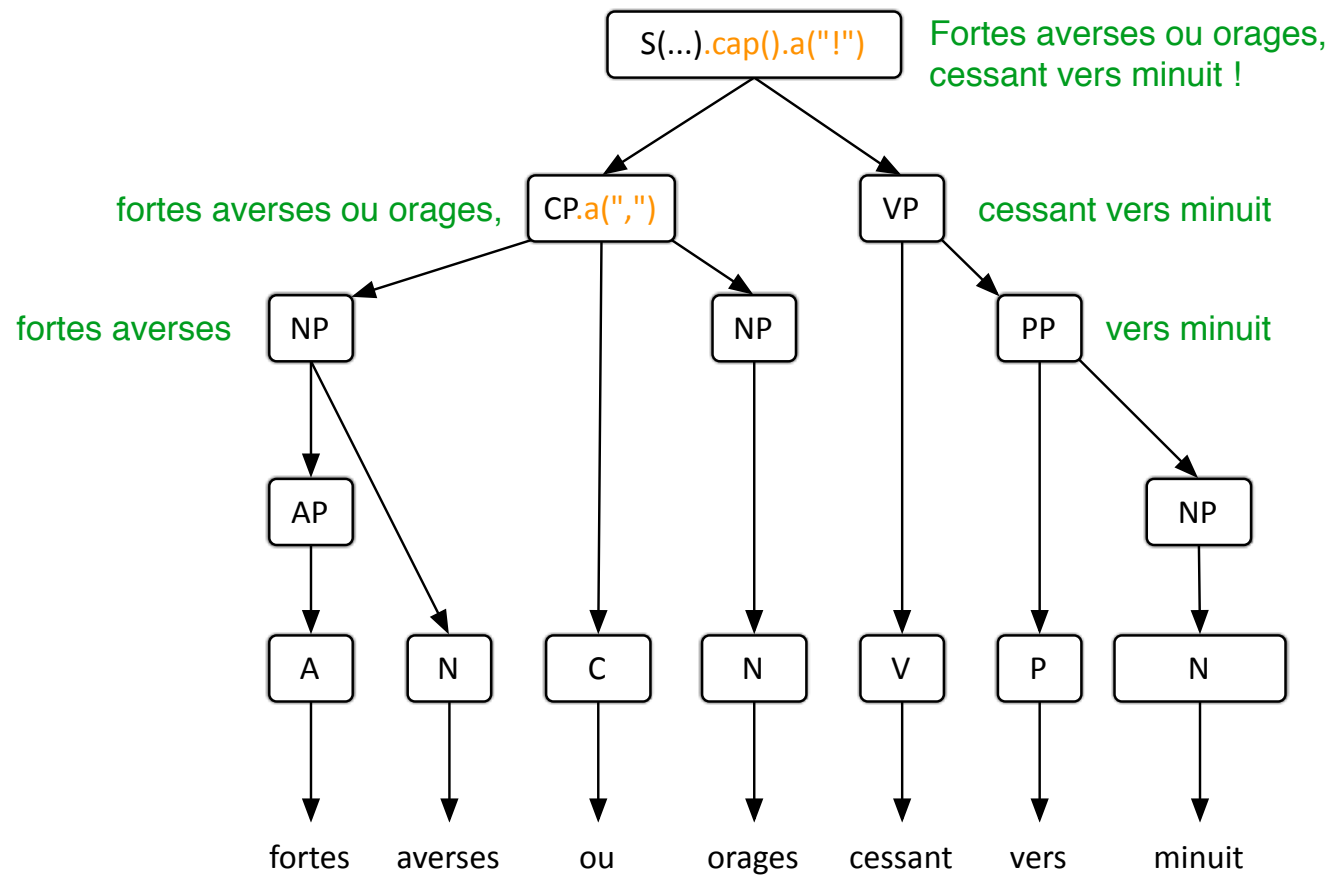 S(...).cap().a("!")
Fortes averses ou orages,
cessant vers minuit !
fortes averses ou orages,
CP.a(",")
VP
cessant vers minuit
fortes averses
NP
NP
PP
vers minuit
AP
NP
A
N
C
N
V
P
N
fortes
averses
ou
orages
cessant
vers
minuit